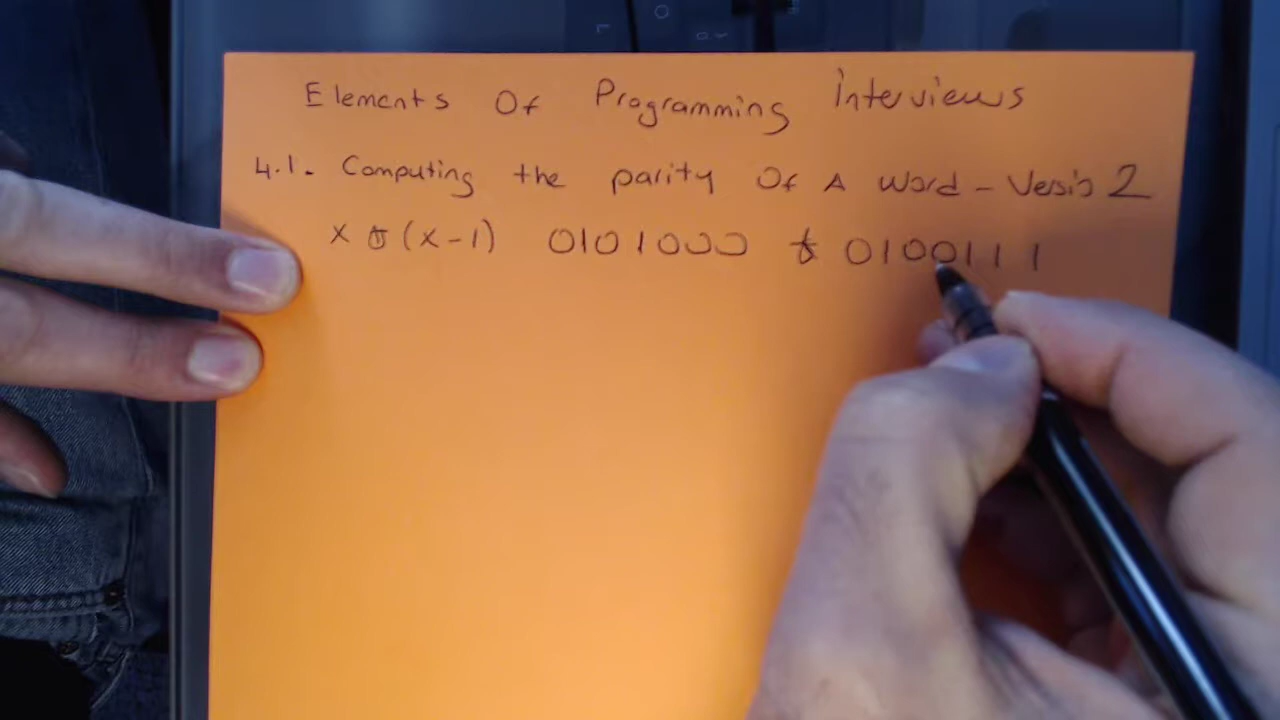 Elements Of Programming Interviews
4.1. Computing the parity Of A Word - Versio 2
x & (x-1) 0101000 & 0100111